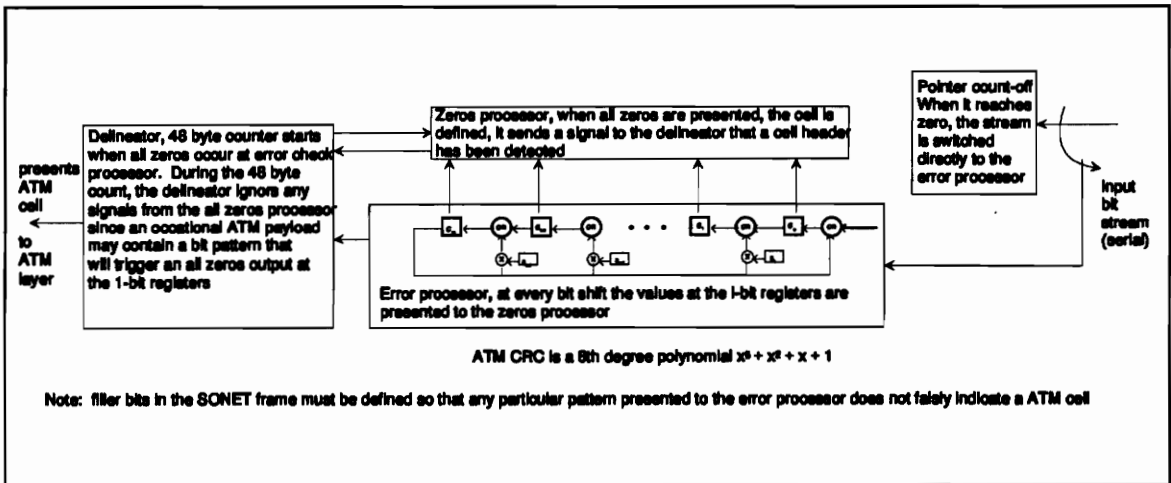 Pointer count-off
When it reaches
zero, the stream
is switched
directly to the
error processor
Zeros processor, when all zeros are presented, the cell is
defined, it sends a signal to the delineator that a cell header
has been detected
Delineator, 48 byte counter starts
when all zeros occur at error check
processor. During the 48 byte
count, the delineator ignors any
signals from the all zeros processor
since an occational ATM payload
may contain a bit pattern that
will trigger an all zeros output at
the 1-bit registers
presents
ATM
cell
to ATM
layer
input
bit
stream
(serial)
Error processor, at every bit shift the values at the I-bit registers are
presented to the zeros processor
ATM CRC is a 8th degree polynomial x⁸ + x² + x + 1
Note: filler bits in the SONET frame must be defined so that any particular pattern presented to the error processor does not falsely indicate a ATM cell